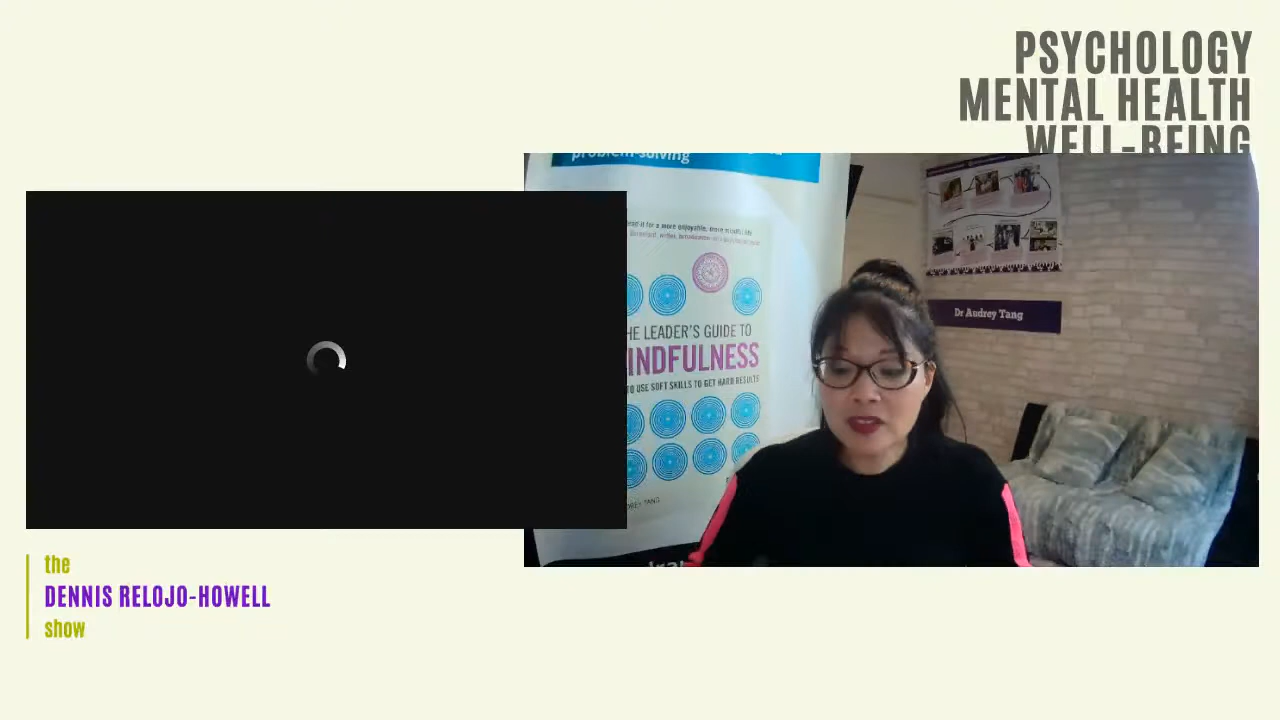 PSYCHOLOGY
MENTAL HEALTH
WELL-BEING
problem-solving
HE LEADER'S GUIDE TO
INDFULNESS
TO USE SOFT SKILLS TO GET HARD RESULTS
TANG
Dr Audrey Tang
the
DENNIS RELOJO-HOWELL
show